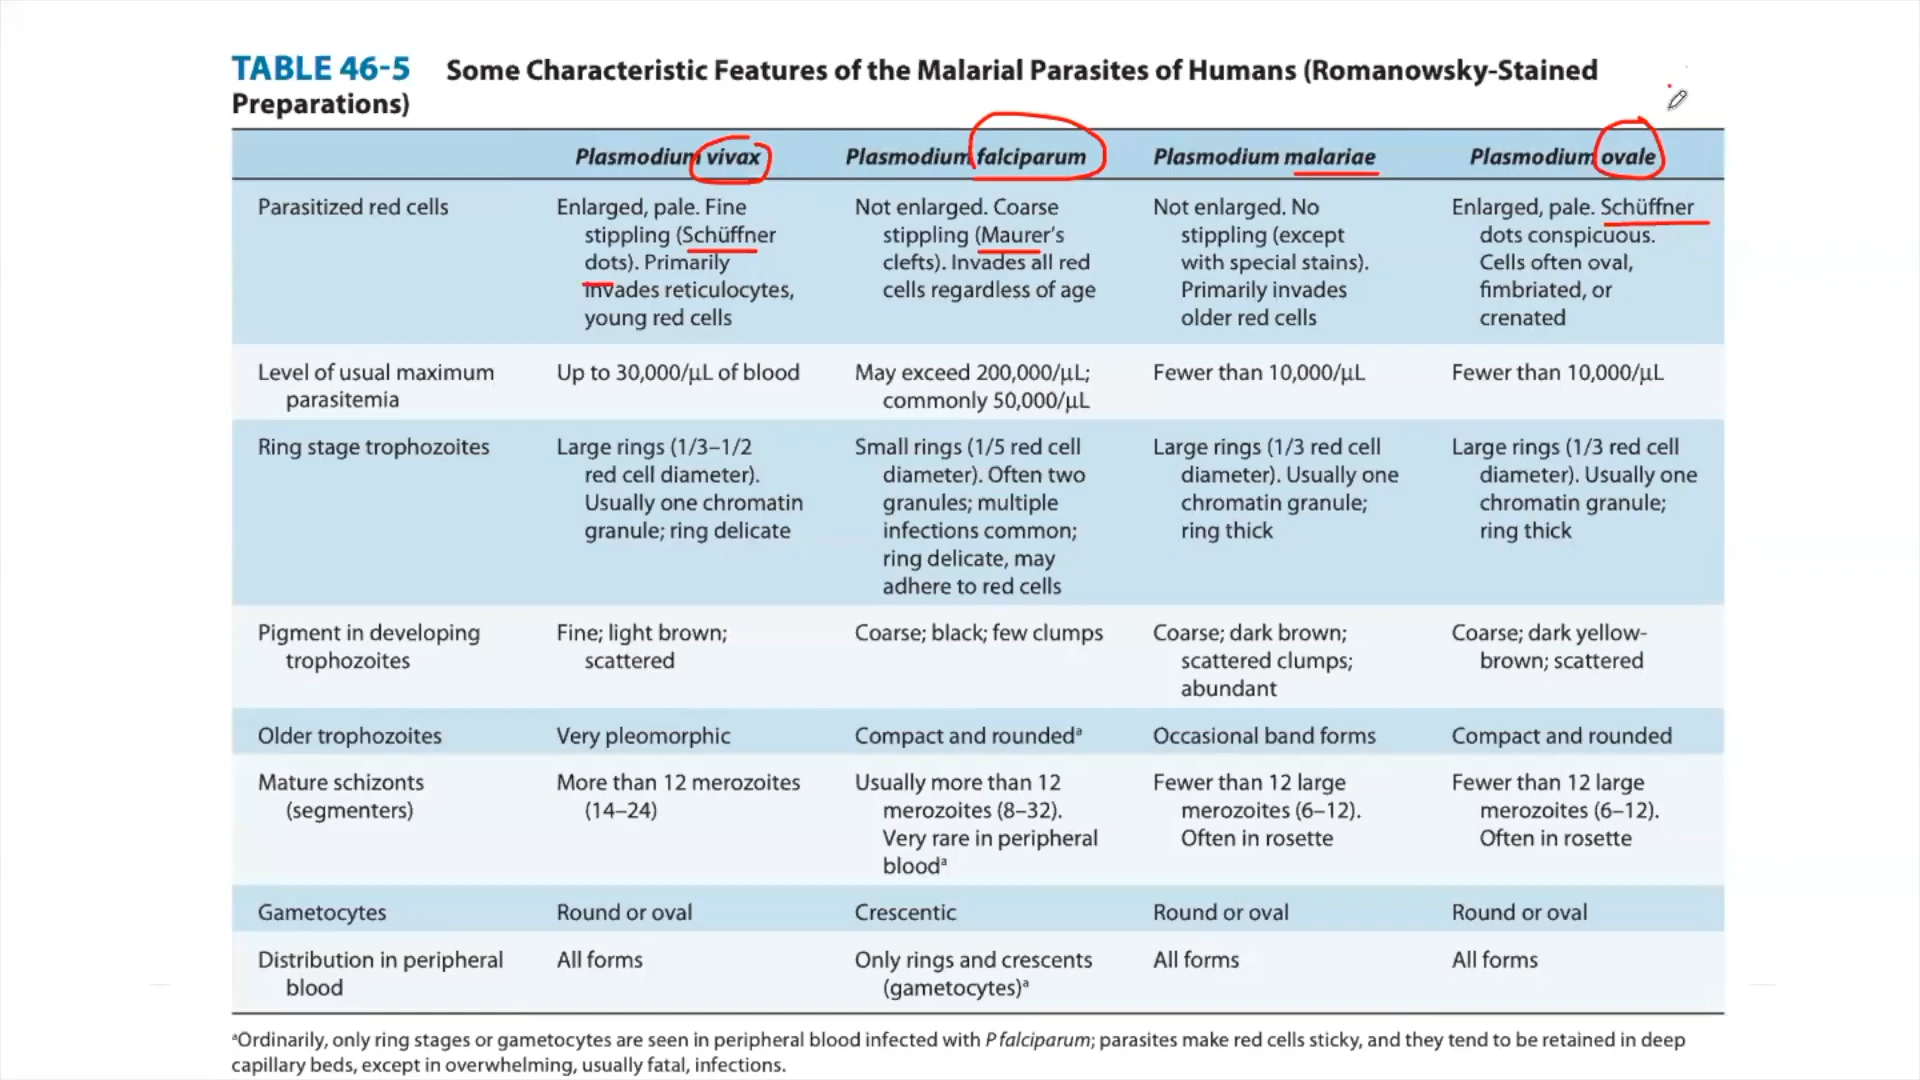 TABLE 46-5 Some Characteristic Features of the Malarial Parasites of Humans (Romanowsky-Stained
Preparations)
Plasmodium vivax Plasmodium falciparum Plasmodium malariae Plasmodium ovale
Parasitized red cells
Enlarged, pale. Fine
stippling (Schüffner
dots). Primarily
invades reticulocytes,
young red cells
Not enlarged. Coarse
stippling (Maurer's
clefts). Invades all red
cells regardless of age
Not enlarged. No
stippling (except
with special stains).
Primarily invades
older red cells
Enlarged, pale. Schüffner
dots conspicuous.
Cells often oval,
fimbriated, or
crenated
Level of usual maximum
parasitemia
Up to 30,000/μL of blood
May exceed 200,000/μL;
commonly 50,000/μL
Fewer than 10,000/μL
Fewer than 10,000/μL
Ring stage trophozoites
Large rings (1/3–1/2
red cell diameter).
Usually one chromatin
granule; ring delicate
Small rings (1/5 red cell
diameter). Often two
granules; multiple
infections common;
ring delicate, may
adhere to red cells
Large rings (1/3 red cell
diameter). Usually one
chromatin granule;
ring thick
Large rings (1/3 red cell
diameter). Usually one
chromatin granule;
ring thick
Pigment in developing
trophozoites
Fine; light brown;
scattered
Coarse; black; few clumps
Coarse; dark brown;
scattered clumps;
abundant
Coarse; dark yellow-
brown; scattered
Older trophozoites
Very pleomorphic
Compact and roundedᵃ
Occasional band forms
Compact and rounded
Mature schizonts
(segmenters)
More than 12 merozoites
(14–24)
Usually more than 12
merozoites (8–32).
Very rare in peripheral
bloodᵃ
Fewer than 12 large
merozoites (6–12).
Often in rosette
Fewer than 12 large
merozoites (6–12).
Often in rosette
Gametocytes
Round or oval
Crescentic
Round or oval
Round or oval
Distribution in peripheral
blood
All forms
Only rings and crescents
(gametocytes)ᵃ
All forms
All forms
ᵃOrdinarily, only ring stages or gametocytes are seen in peripheral blood infected with P falciparum; parasites make red cells sticky, and they tend to be retained in deep
capillary beds, except in overwhelming, usually fatal, infections.